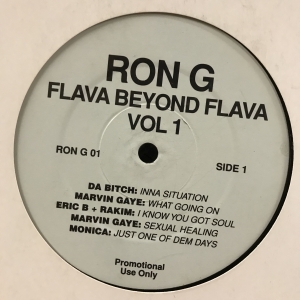 RON G
FLAVA BEYOND FLAVA
VOL 1
RON G 01
SIDE 1
DA BITCH: INNA SITUATION
MARVIN GAYE: WHAT GOING ON
ERIC B + RAKIM: I KNOW YOU GOT SOUL
MARVIN GAYE: SEXUAL HEALING
MONICA: JUST ONE OF DEM DAYS
Promotional
Use Only